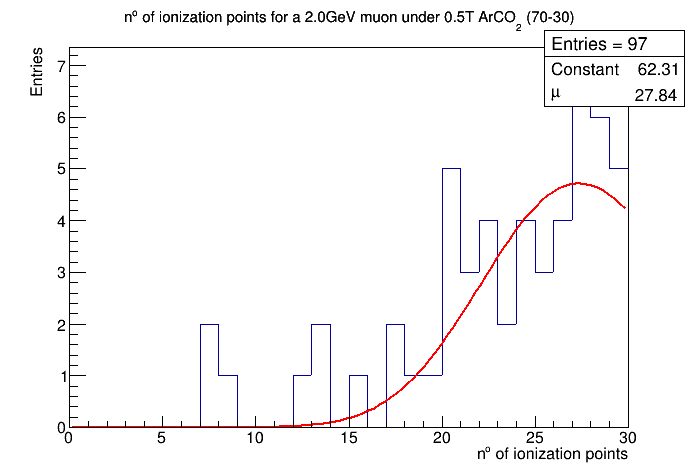 nº of ionization points for a 2.0GeV muon under 0.5T ArCO2 (70-30)
Entries = 97
Constant 62.31
μ 27.84
Entries
7
6
5
4
3
2
1
0
0 5 10 15 20 25 30
nº of ionization points